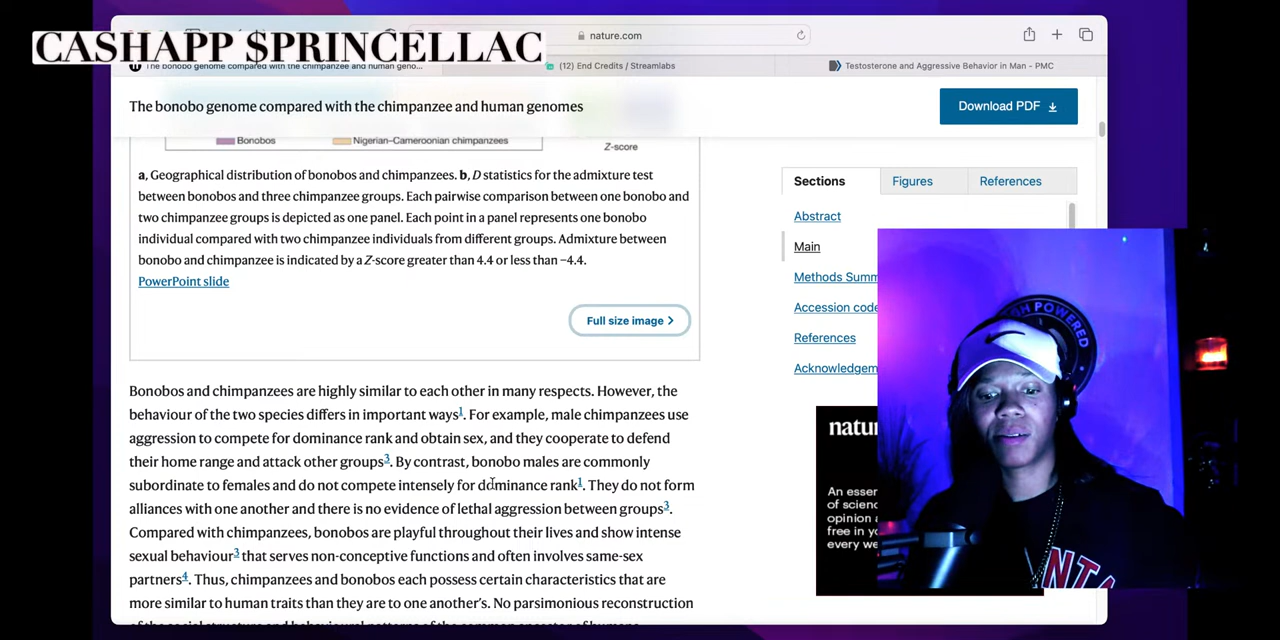 CASHAPP $PRINCELLAC
nature.com
The bonobo genome compared with the chimpanzee and human geno...
(12) End Credits / Streamlabs
Testosterone and Aggressive Behavior in Man - PMC
The bonobo genome compared with the chimpanzee and human genomes
Download PDF
Bonobos
Nigerian–Cameroonian chimpanzees
Z-score
a, Geographical distribution of bonobos and chimpanzees. b, D statistics for the admixture test
between bonobos and three chimpanzee groups. Each pairwise comparison between one bonobo and
two chimpanzee groups is depicted as one panel. Each point in a panel represents one bonobo
individual compared with two chimpanzee individuals from different groups. Admixture between
bonobo and chimpanzee is indicated by a Z-score greater than 4.4 or less than −4.4.
PowerPoint slide
Full size image
Bonobos and chimpanzees are highly similar to each other in many respects. However, the
behaviour of the two species differs in important ways1. For example, male chimpanzees use
aggression to compete for dominance rank and obtain sex, and they cooperate to defend
their home range and attack other groups3. By contrast, bonobo males are commonly
subordinate to females and do not compete intensely for dominance rank1. They do not form
alliances with one another and there is no evidence of lethal aggression between groups3.
Compared with chimpanzees, bonobos are playful throughout their lives and show intense
sexual behaviour3 that serves non-conceptive functions and often involves same-sex
partners4. Thus, chimpanzees and bonobos each possess certain characteristics that are
more similar to human traits than they are to one another's. No parsimonious reconstruction
Sections
Figures
References
Abstract
Main
Methods Summ
Accession code
References
Acknowledgem
natur
An essen
of scienc
opinion a
free in yo
every we
GH POWERED
NTA